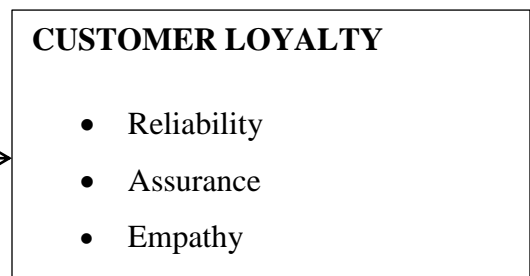 CUSTOMER LOYALTY
• Reliability
• Assurance
• Empathy